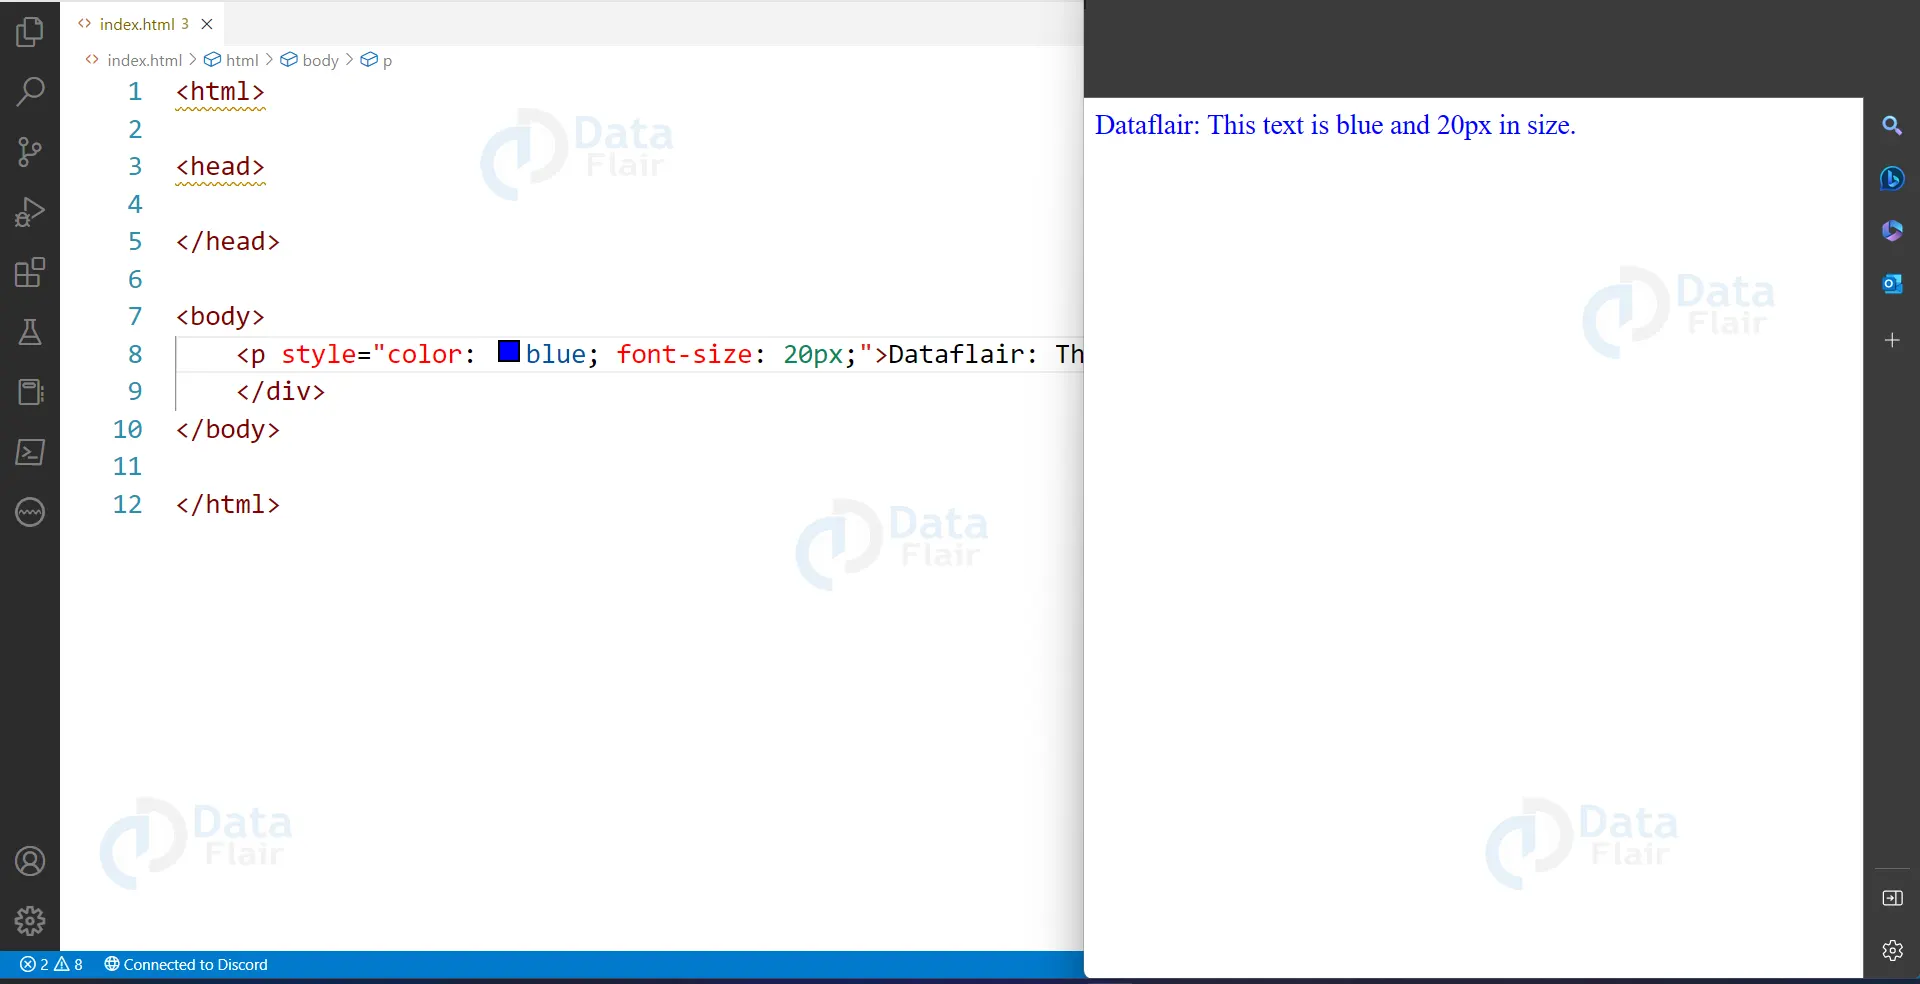 index.html 3
index.html > html > body > p
1 <html>
2
3 <head>
4
5 </head>
6
7 <body>
8 <p style="color: blue; font-size: 20px;">Dataflair: Th
9 </div>
10 </body>
11
12 </html>
2 8 Connected to Discord
Dataflair: This text is blue and 20px in size.
Data
Flair
Data
Flair
Data
Flair
Data
Flair
Data
Flair